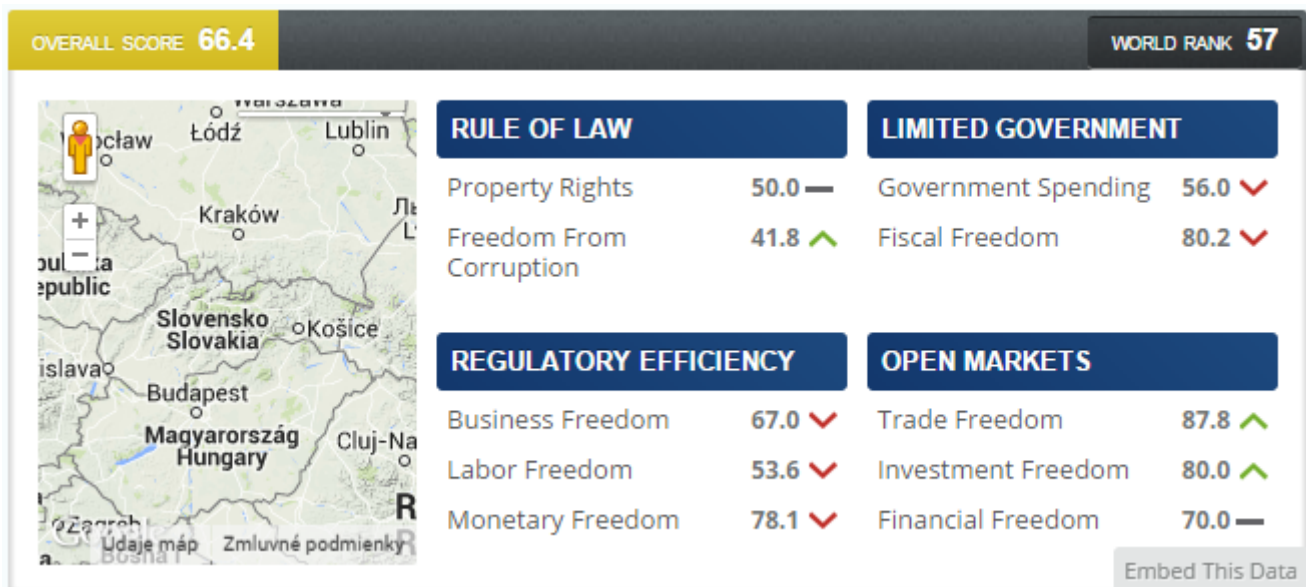 OVERALL SCORE 66.4
WORLD RANK 57
Łódź
Lublin
Kraków
Slovensko
Slovakia
Košice
Budapest
Magyarország
Hungary
Údaje máp
Zmluvné podmienky
RULE OF LAW
Property Rights 50.0
Freedom From 41.8
Corruption
LIMITED GOVERNMENT
Government Spending 56.0
Fiscal Freedom 80.2
REGULATORY EFFICIENCY
Business Freedom 67.0
Labor Freedom 53.6
Monetary Freedom 78.1
OPEN MARKETS
Trade Freedom 87.8
Investment Freedom 80.0
Financial Freedom 70.0
Embed This Data